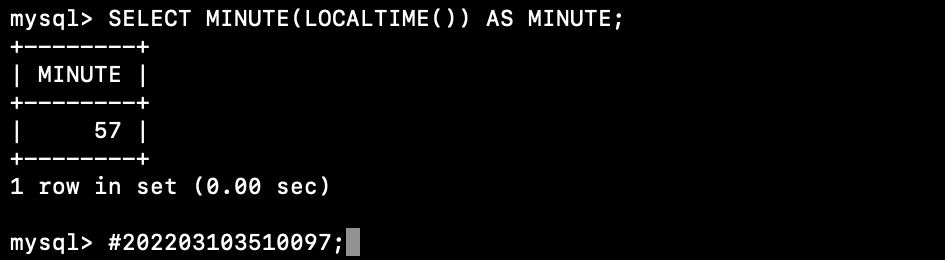 mysql> SELECT MINUTE(LOCALTIME()) AS MINUTE;
+--------+
| MINUTE |
+--------+
|     57 |
+--------+
1 row in set (0.00 sec)
mysql> #202203103510097;